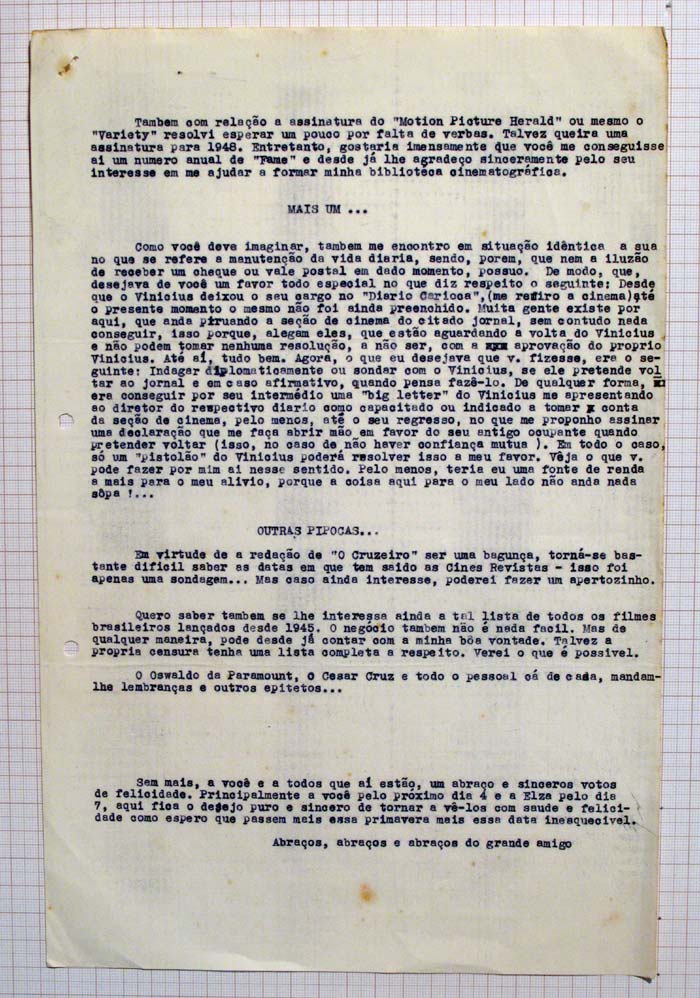 Tambem com relação a assinatura do "Motion Picture Herald" ou mesmo o
"Variety" resolvi esperar um pouco por falta de verbas. Talvez queira uma
assinatura para 1948. Entretanto, gostaria imensamente que você me conseguisse
ai um numero anual de "Fame" e desde já lhe agradeço sinceramente pelo seu
interesse em me ajudar a formar minha bibliotéca cinematográfica.
MAIS UM ...
Como você deve imaginar, tambem me encontro em situação idêntica a sua
no que se refere a manutenção da vida diaria, sendo, porem, que nem a iluzão
de receber um cheque ou vale postal em dado momento, possuo. De modo, que,
desejava de você um favor todo especial no que diz respeito o seguinte: Desde
que o Vinicius deixou o seu cargo no "Diario Carioca",(me refiro a cinema)até
o presente momento o mesmo não foi ainda preenchido. Muita gente existe por
aqui, que anda piruando a seção de cinema do citado jornal, sem contudo nada
conseguir, isso porque, alegam eles, que estão aguardando a volta do Vinicius
e não podem tomar nenhuma resolução, a não ser, com a xxx aprovação do proprio
Vinicius. Até aí, tudo bem. Agora, o que eu desejava que v. fizesse, era o se-
guinte: Indagar diplomaticamente ou sondar com o Vinicius, se ele pretende vol
tar ao jornal e em caso afirmativo, quando pensa fazê-lo. De qualquer forma,
era conseguir por seu intermédio uma "big letter" do Vinicius me apresentando
ao diretor do respectivo diario como capacitado ou indicado a tomar x conta
da seção de cinema, pelo menos, até o seu regresso, no que me proponho assinar
uma declaração que me faça abrir mão em favor do seu antigo ocupante quando
pretender voltar (isso, no caso de não haver confiança mutua ). Em todo o caso,
só um "pistolão" do Vinicius poderá resolver isso a meu favor. Vêja o que v.
pode fazer por mim ai nesse sentido. Pelo menos, teria eu uma fonte de renda
a mais para o meu alivio, porque a coisa aqui para o meu lado não anda nada
sôpa !...
OUTRAS PIPOCAS...
Em virtude de a redação de "O Cruzeiro" ser uma bagunça, torná-se bas-
tante dificil saber as datas em que tem saido as Cines Revistas - isso foi
apenas uma sondagem... Mas caso ainda interesse, poderei fazer um apertozinho.
Quero saber tambem se lhe interessa ainda a tal lista de todos os filmes
brasileiros lançados desde 1945. O negócio tambem não é nada facil. Mas de
qualquer maneira, pode desde já contar com a minha bôa vontade. Talvez a
propria censura tenha uma lista completa a respeito. Verei o que é possivel.
O Oswaldo da Paramount, o Cesar Cruz e todo o pessoal cá de casa, mandam-
lhe lembranças e outros epitetos...
Sem mais, a você e a todos que aí estão, um abraço e sinceros votos
de felicidade. Principalmente a você pelo próximo dia 4 e a Elza pelo dia
7, aqui fica o desejo puro e sincero de tornar a vê-los com saude e felici-
dade como espero que passem mais essa primavera mais essa data inesquecivel.
Abraços, abraços e abraços do grande amigo